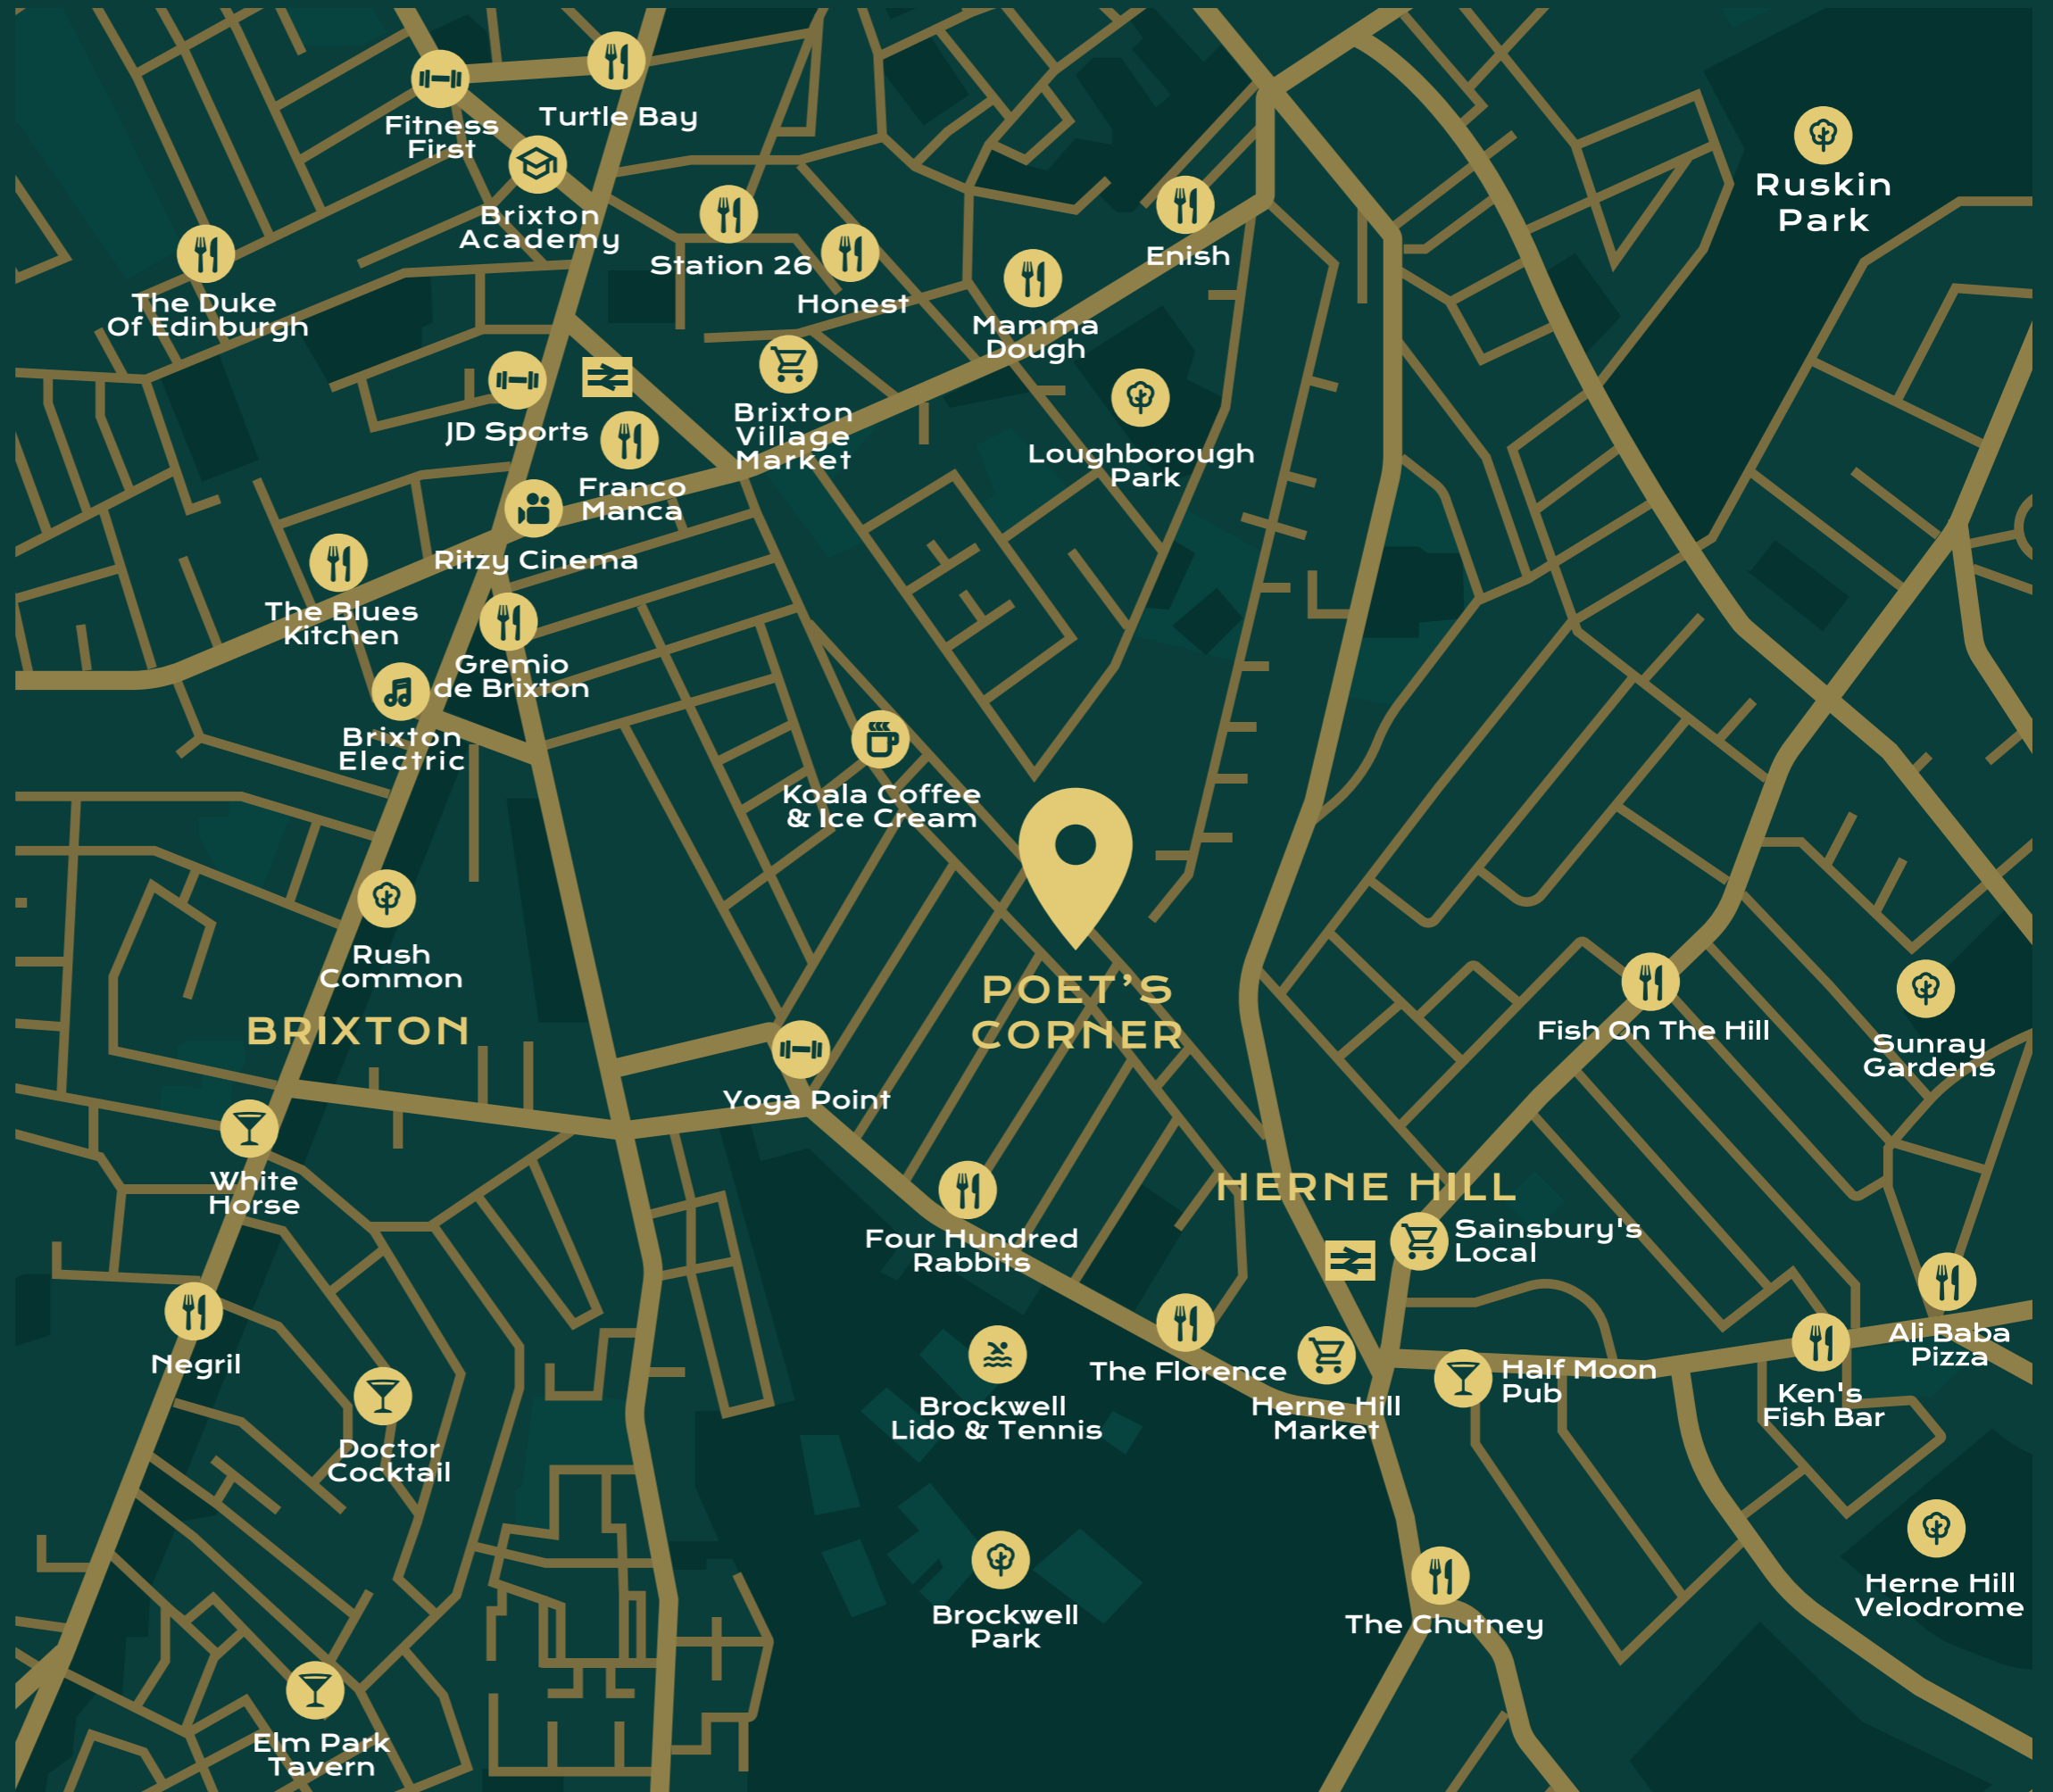 Turtle Bay
Fitness
First
Ruskin
Park
Brixton
Academy
Station 26
Enish
The Duke
Of Edinburgh
Honest
Mamma
Dough
JD Sports
Brixton
Village
Market
Loughborough
Park
Franco
Manca
Ritzy Cinema
The Blues
Kitchen
Gremio
de Brixton
Brixton
Electric
Koala Coffee
& Ice Cream
Rush
Common
POET’S
CORNER
BRIXTON
Fish On The Hill
Sunray
Gardens
Yoga Point
White
Horse
HERNE HILL
Four Hundred
Rabbits
Sainsbury's
Local
Negril
The Florence
Ali Baba
Pizza
Half Moon
Pub
Ken's
Fish Bar
Brockwell
Lido & Tennis
Herne Hill
Market
Doctor
Cocktail
Herne Hill
Velodrome
Brockwell
Park
The Chutney
Elm Park
Tavern